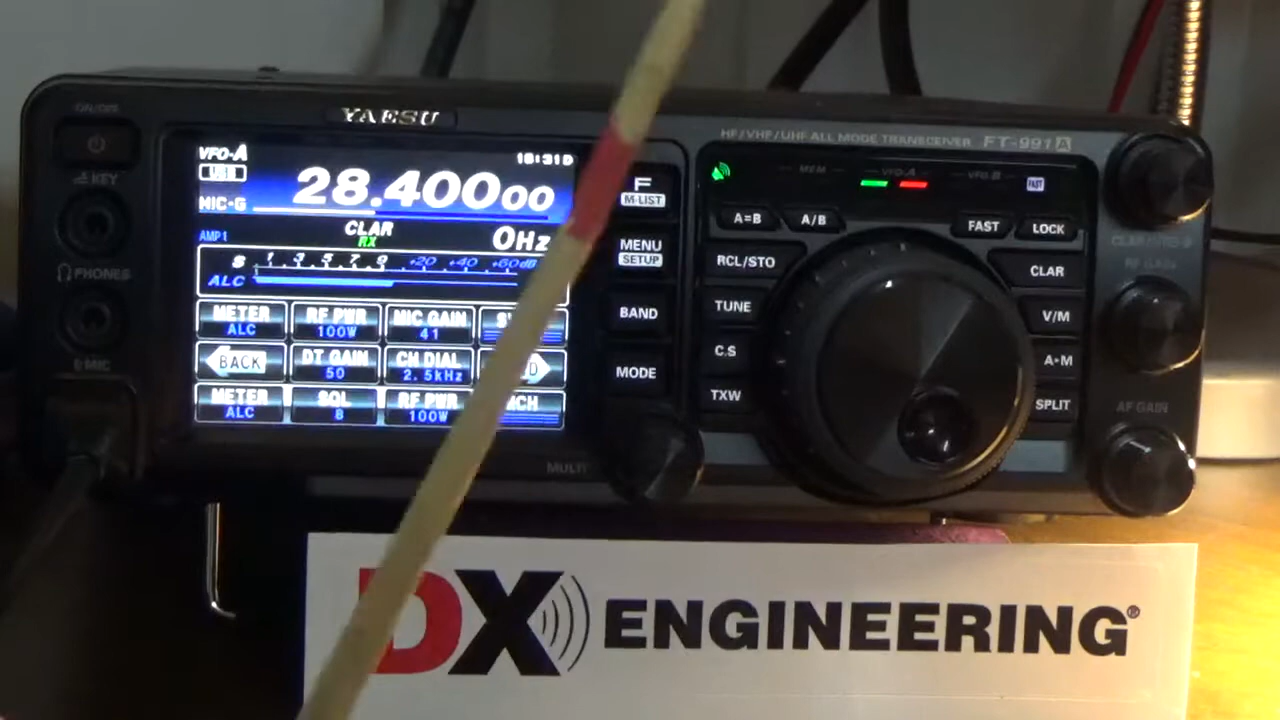 ON/OFF
YAESU
HF/VHF/UHF ALL MODE TRANSCEIVER FT-991A
VFO-A
USB
28.40000
MIC-G
AMP1
CLAR
RX
0Hz
S 1 3 5 7 9 +20 +40 +60dB
ALC
METER
ALC
RF PWR
100W
MIC GAIN
41
BACK
DT GAIN
50
CH DIAL
2.5kHz
METER
ALC
SQL
8
RF PWR
100W
KEY
PHONES
MIC
F
M-LIST
MENU
SETUP
BAND
MODE
MULTI
MEM
VFO-A
VFO-B
FAST
A=B
A/B
FAST
LOCK
RCL/STO
CLAR
TUNE
V/M
C.S
A▸M
TXW
SPLIT
RF GAIN
AF GAIN
DX ENGINEERING®